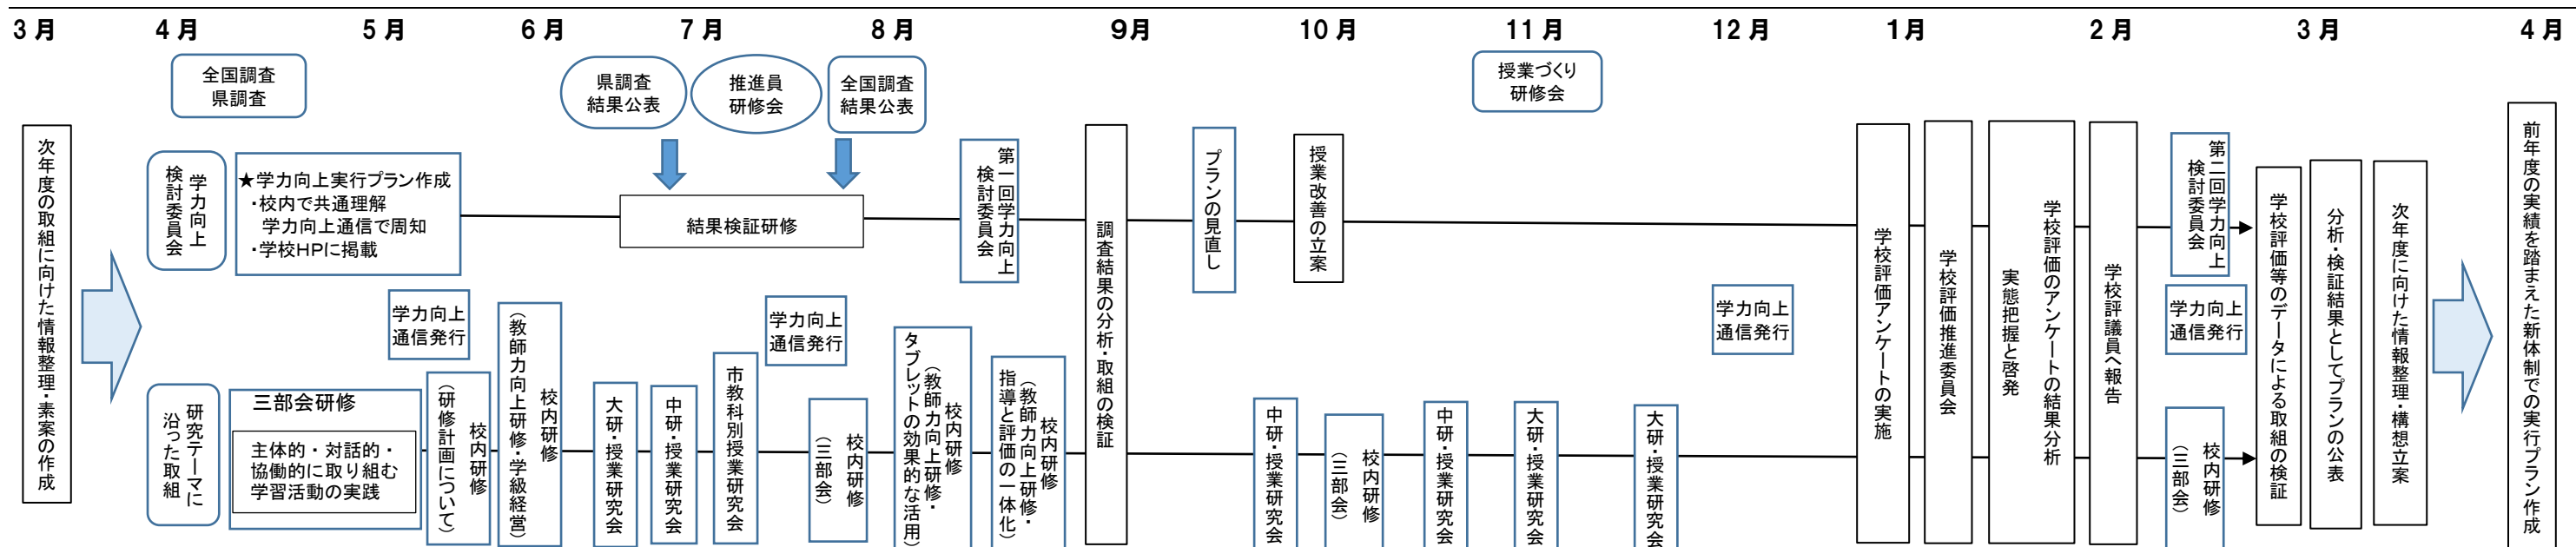 3月
4月
5月
6月
7月
8月
9月
10月
11月
12月
1月
2月
3月
4月
全国調査
県調査
県調査
結果公表
推進員
研修会
全国調査
結果公表
授業づくり
研修会
次年度の取組に向けた情報整理・素案の作成
学力向上
検討委員会
★学力向上実行プラン作成
・校内で共通理解
学力向上通信で周知
・学校HPに掲載
結果検証研修
第一回学力向上
検討委員会
調査結果の分析・取組の検証
プランの見直し
授業改善の立案
学校評価アンケートの実施
学校評価推進委員会
学校評価のアンケートの結果分析
実態把握と啓発
学校評議員へ報告
第二回学力向上
検討委員会
学校評価等のデータによる取組の検証
分析・検証結果としてプランの公表
次年度に向けた情報整理・構想立案
前年度の実績を踏まえた新体制での実行プラン作成
学力向上
通信発行
学力向上
通信発行
学力向上
通信発行
学力向上
通信発行
研究テーマに
沿った取組
三部会研修
主体的・対話的・
協働的に取り組む
学習活動の実践
校内研修
（研修計画について）
校内研修
（教師力向上研修・学級経営）
大研・授業研究会
中研・授業研究会
市教科別授業研究会
校内研修
（三部会）
校内研修
（教師力向上研修・
タブレットの効果的な活用）
校内研修
（教師力向上研修・
指導と評価の一体化）
中研・授業研究会
校内研修
（三部会）
中研・授業研究会
大研・授業研究会
大研・授業研究会
校内研修
（三部会）